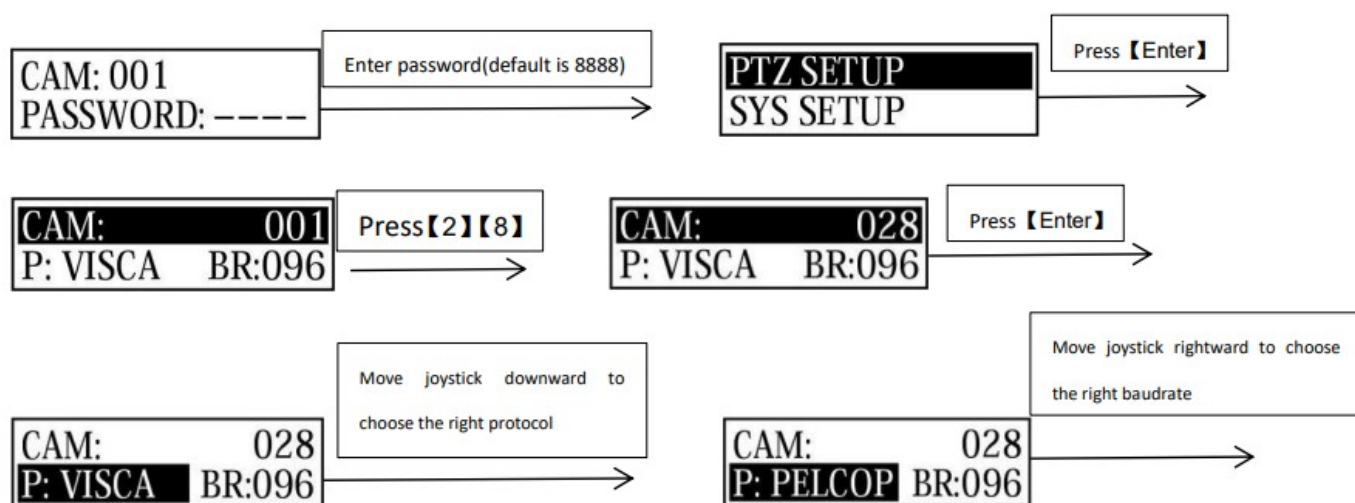 CAM: 001
PASSWORD: ----
Enter password(default is 8888)
PTZ SETUP
SYS SETUP
Press【Enter】
CAM: 001
P: VISCA BR:096
Press【2】【8】
CAM: 028
P: VISCA BR:096
Press【Enter】
CAM: 028
P: VISCA BR:096
Move joystick downward to
choose the right protocol
CAM: 028
P: PELCOP BR:096
Move joystick rightward to choose
the right baudrate